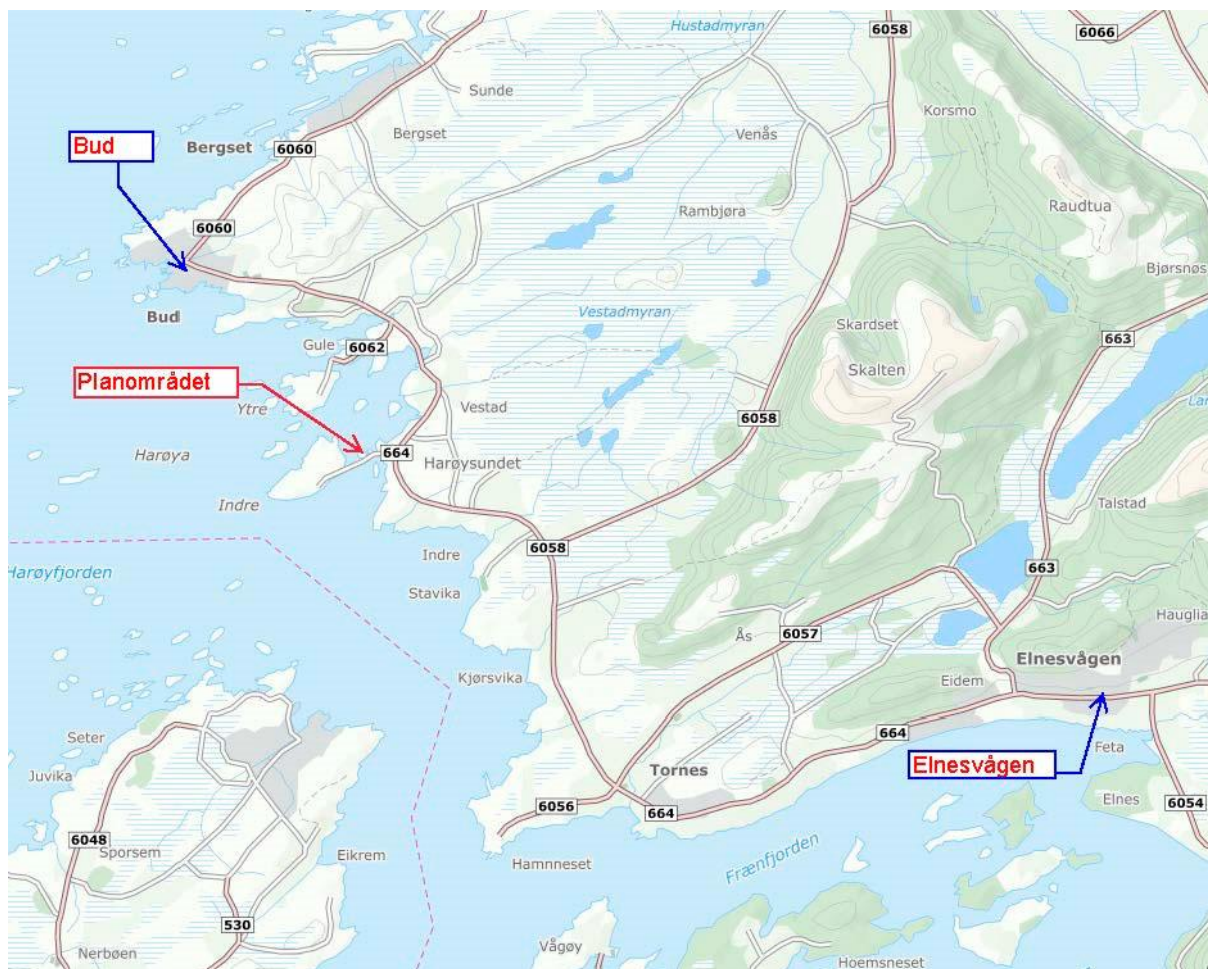 Hustadmyran
6058
6066
Sunde
Korsmo
Bergset
Venås
Bud
Bergset
6060
Rambjøra
Raudtua
6060
Bjørsnøs
Bud
Vestadmyran
Skardset
663
Gule
6062
Skalten
Planområdet
Ytre
Vestad
6058
Harøya
664
Harøysundet
Indre
Talstad
6058
Indre
Harøyfjorden
663
Stavika
Hauglia
Ås
6057
Elnesvågen
Kjørsvika
Eidem
664
Seter
Feta
Juvika
Tornes
Elnesvågen
Elnes
6056
664
6054
6048
Sporsem
Eikrem
Hamnneset
Frænfjorden
530
Nerbøen
Vågøy
Hoemsneset